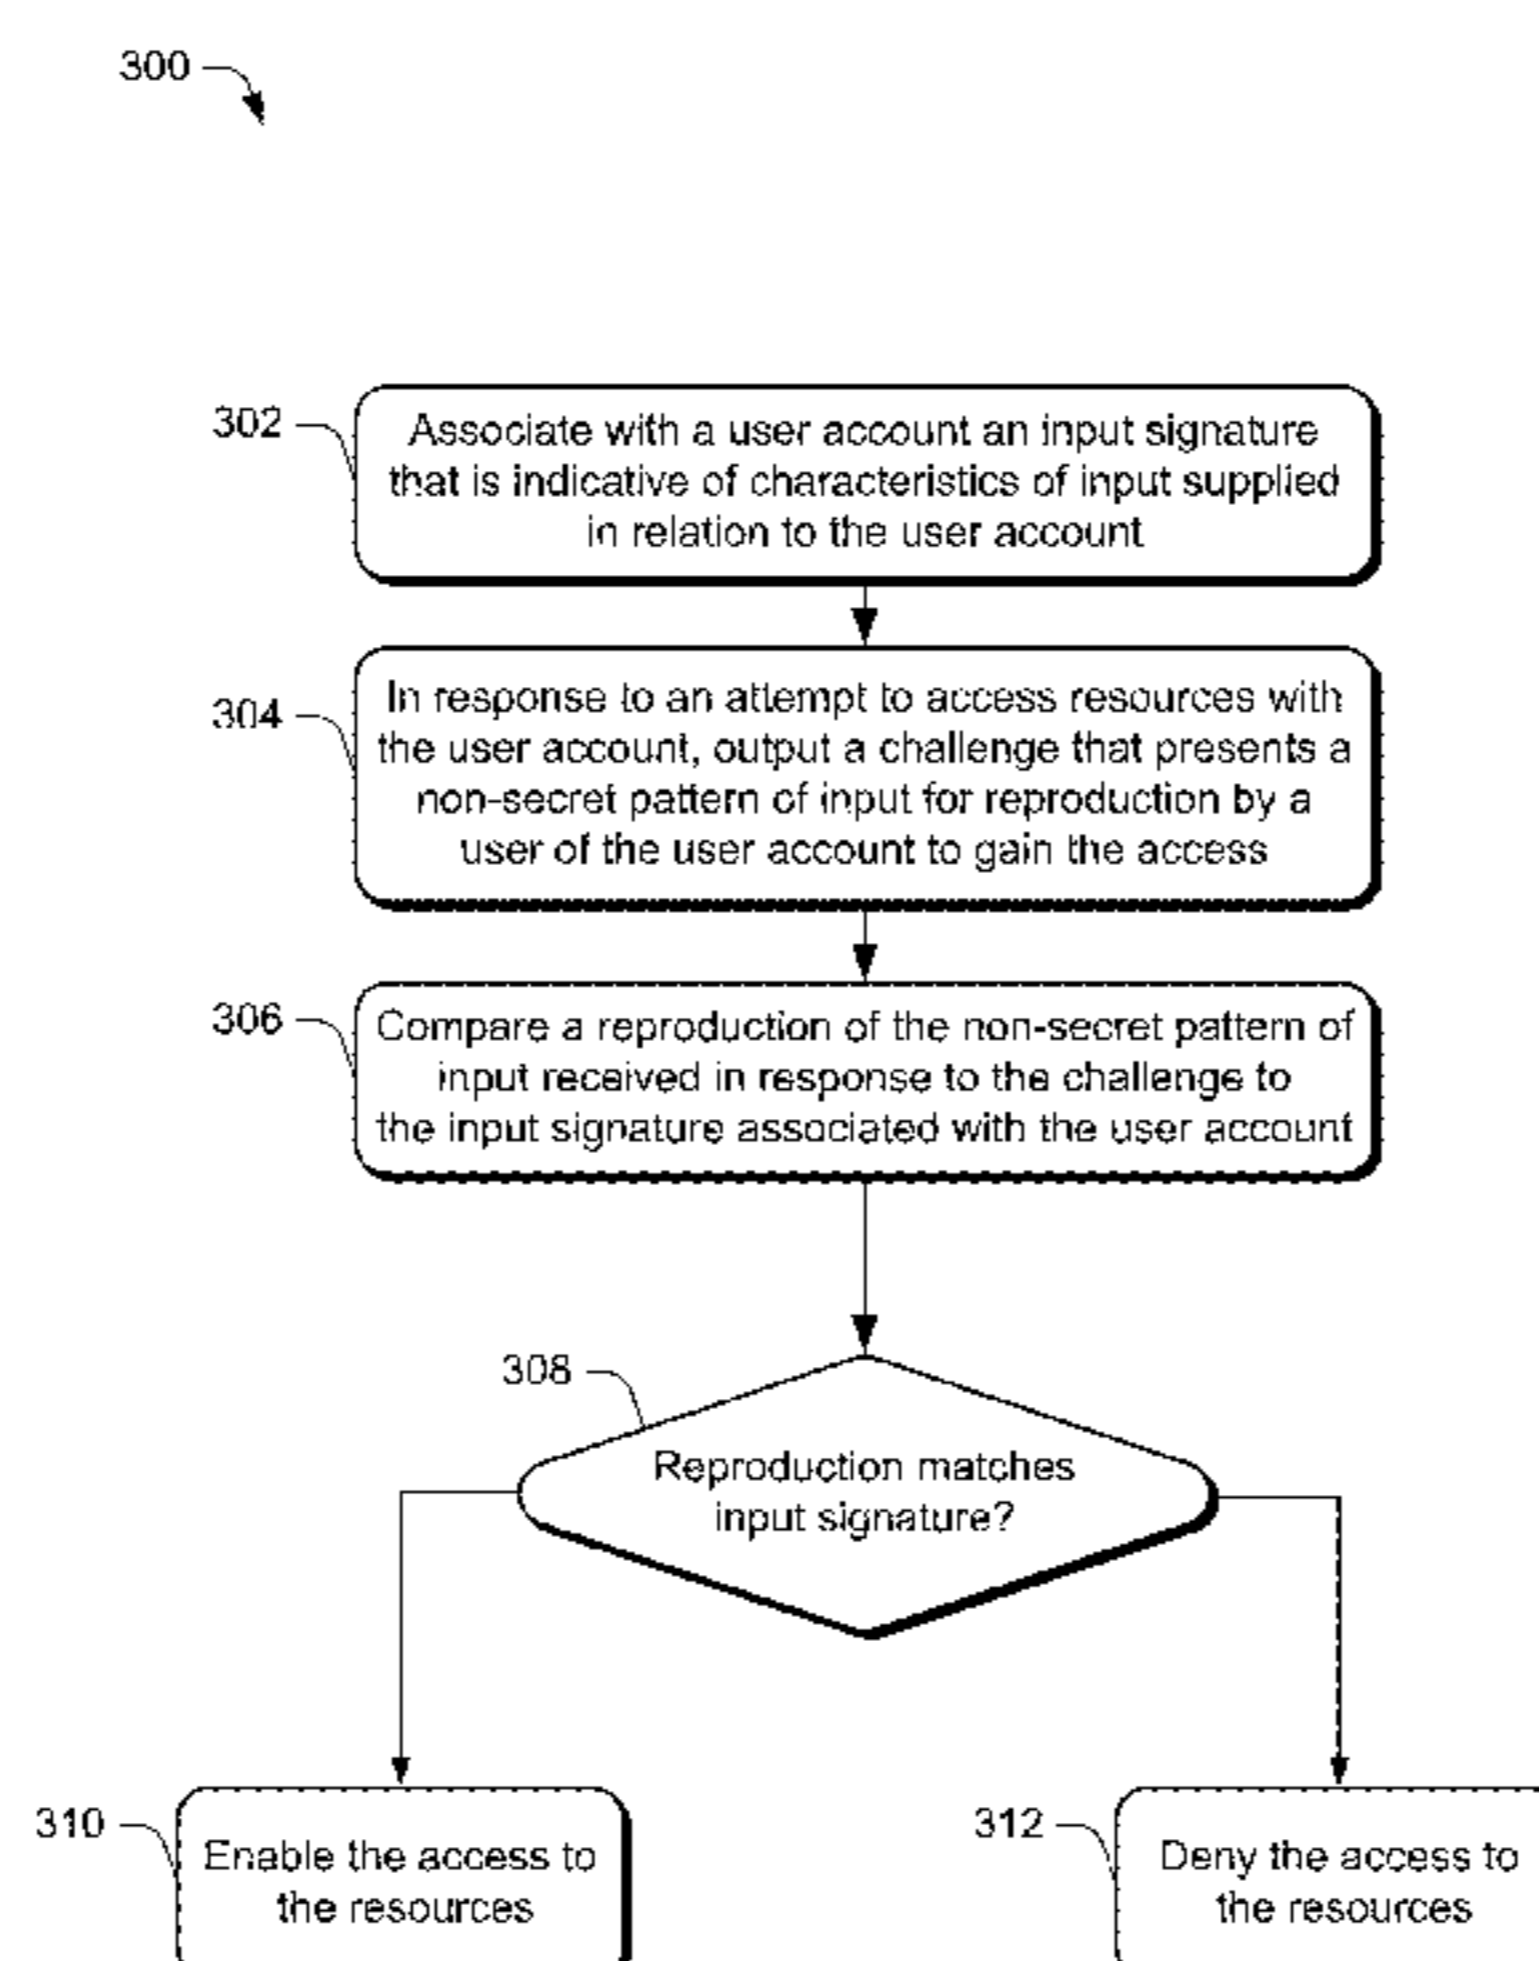 300
302
Associate with a user account an input signature
that is indicative of characteristics of input supplied
in relation to the user account
304
In response to an attempt to access resources with
the user account, output a challenge that presents a
non-secret pattern of input for reproduction by a
user of the user account to gain the access
306
Compare a reproduction of the non-secret pattern of
input received in response to the challenge to
the input signature associated with the user account
308
Reproduction matches
input signature?
310
Enable the access to
the resources
312
Deny the access to
the resources